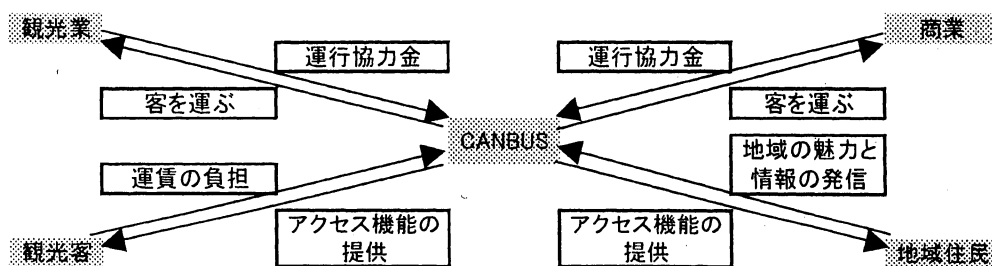 観光業
商業
運行協力金
運行協力金
客を運ぶ
客を運ぶ
CANBUS
運賃の負担
地域の魅力と
情報の発信
アクセス機能の
提供
アクセス機能の
提供
観光客
地域住民